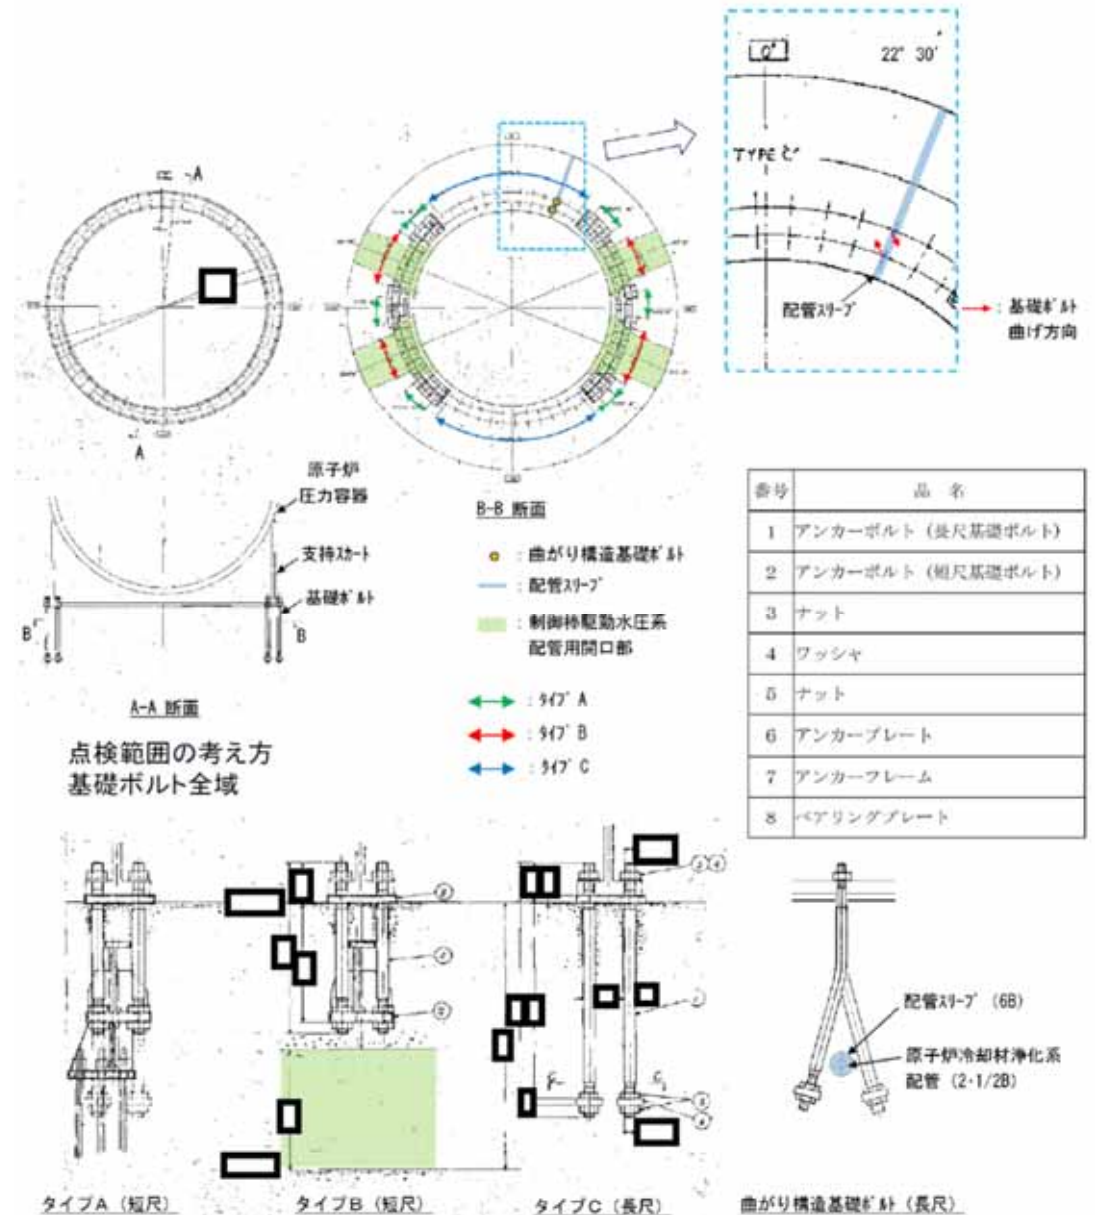 0°
22° 30′
TYPE C
配管スリーブ
: 基礎ボルト
曲げ方向
A
A
原子炉
圧力容器
支持スカート
基礎ボルト
B
B
A-A 断面
B-B 断面
: 曲がり構造基礎ボルト
: 配管スリーブ
: 制御棒駆動水圧系
配管用開口部
: タイプ A
: タイプ B
: タイプ C
点検範囲の考え方
基礎ボルト全域
番号 品 名
1 アンカーボルト (長尺基礎ボルト)
2 アンカーボルト (短尺基礎ボルト)
3 ナット
4 ワッシャ
5 ナット
6 アンカープレート
7 アンカーフレーム
8 ベアリングプレート
配管スリーブ (6B)
原子炉冷却材浄化系
配管 (2・1/2B)
タイプA (短尺)
タイプB (短尺)
タイプC (長尺)
曲がり構造基礎ボルト (長尺)